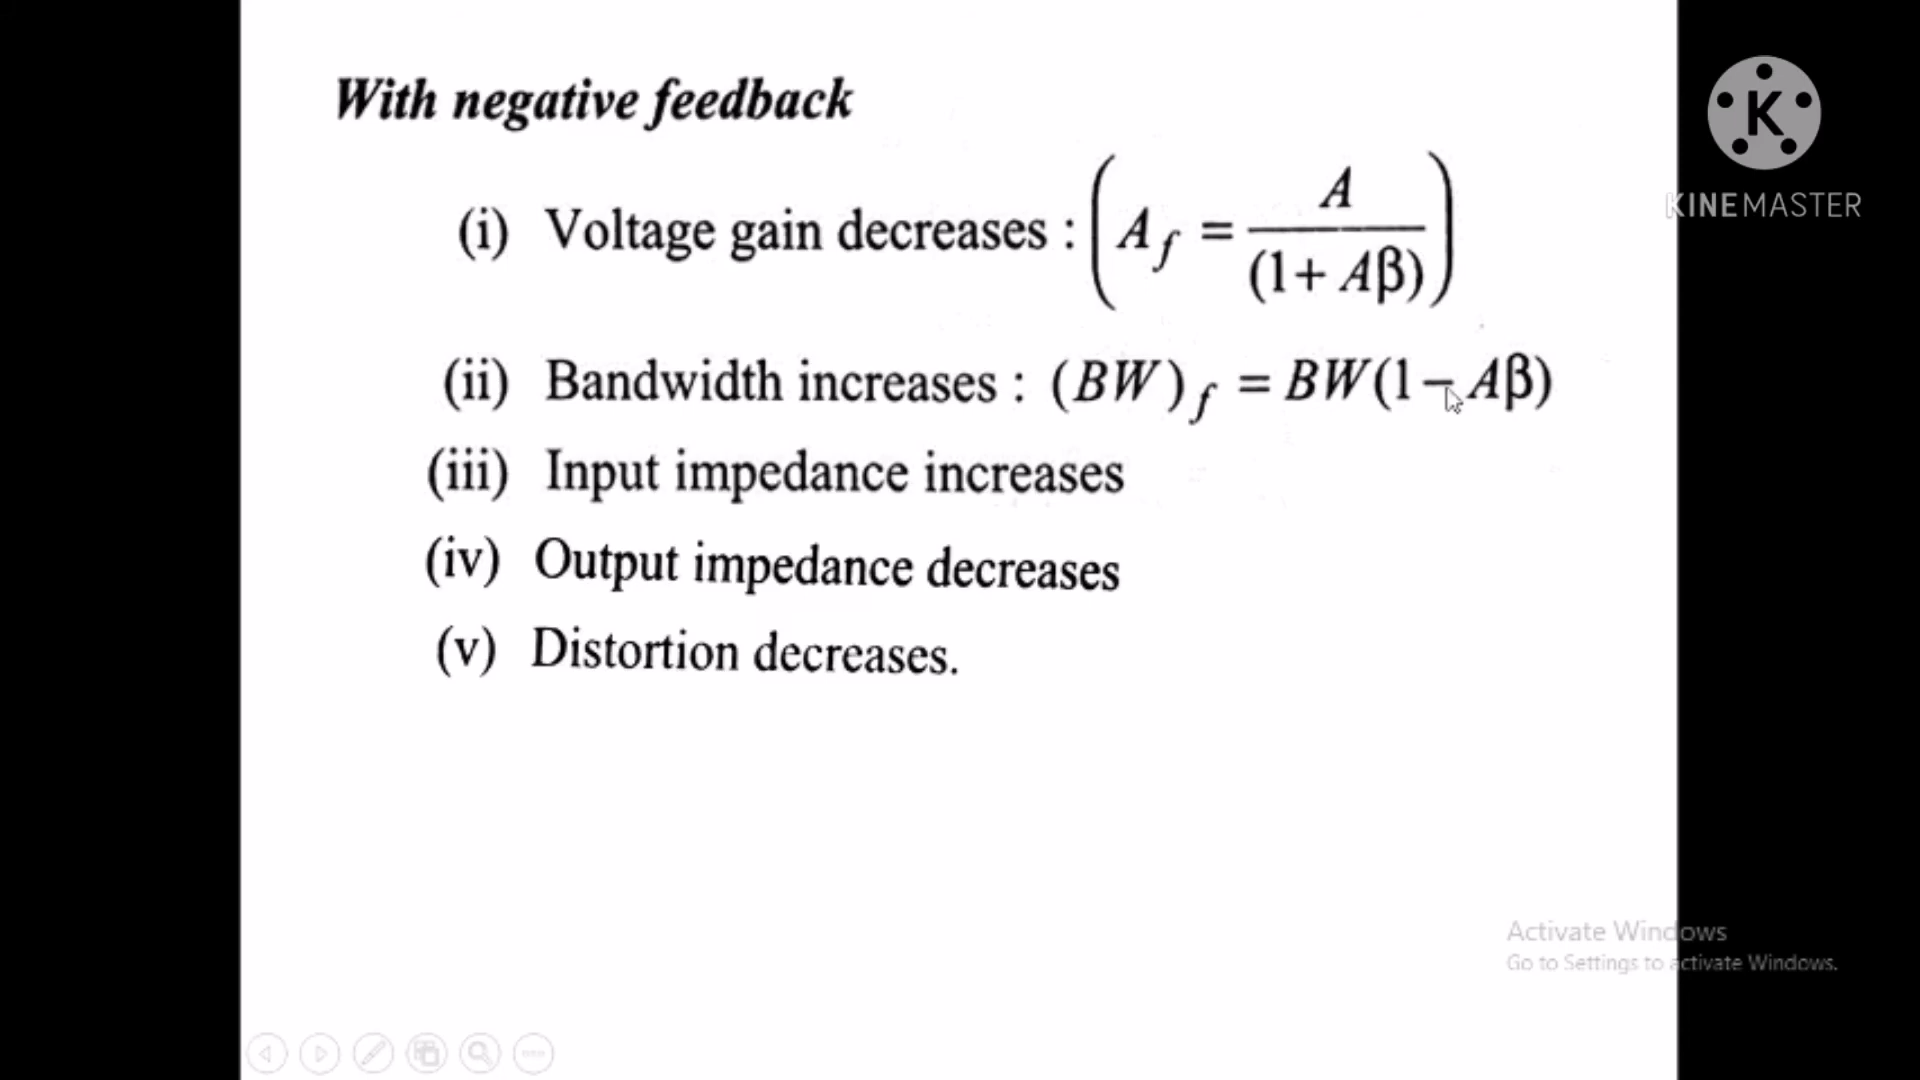 With negative feedback
(i) Voltage gain decreases : (A_f = A / (1+ Aβ))
(ii) Bandwidth increases : (BW)_f = BW(1− Aβ)
(iii) Input impedance increases
(iv) Output impedance decreases
(v) Distortion decreases.
K
KINEMASTER
Activate Windows
Go to Settings to activate Windows.